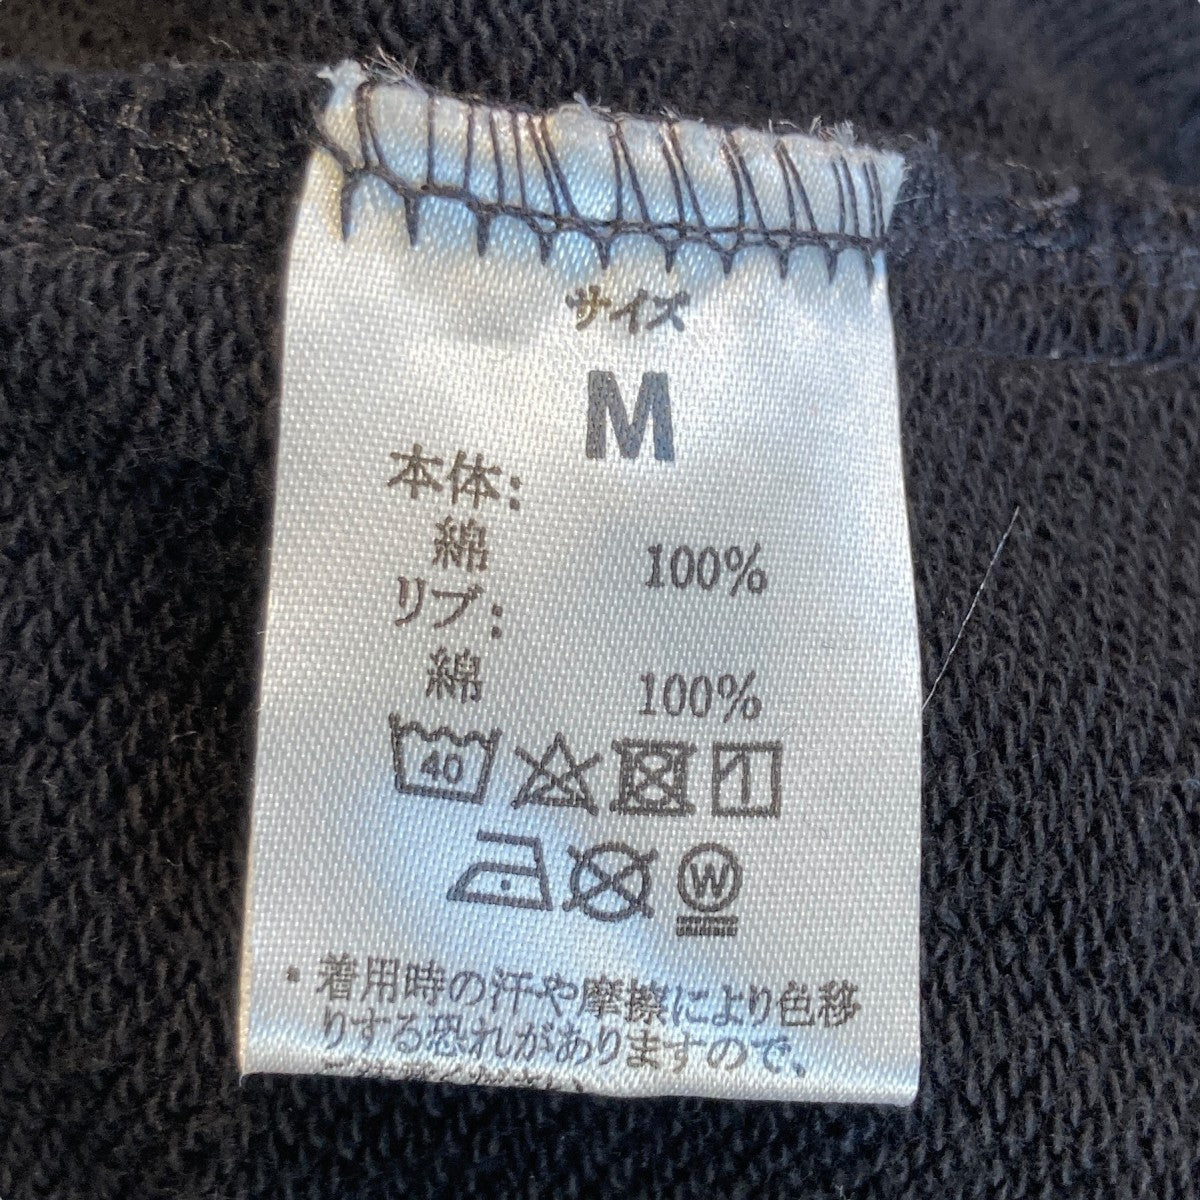 サイズ
M
本体:
綿 100%
リブ:
綿 100%
40
W
・着用時の汗や摩擦により色移
りする恐れがありますので、